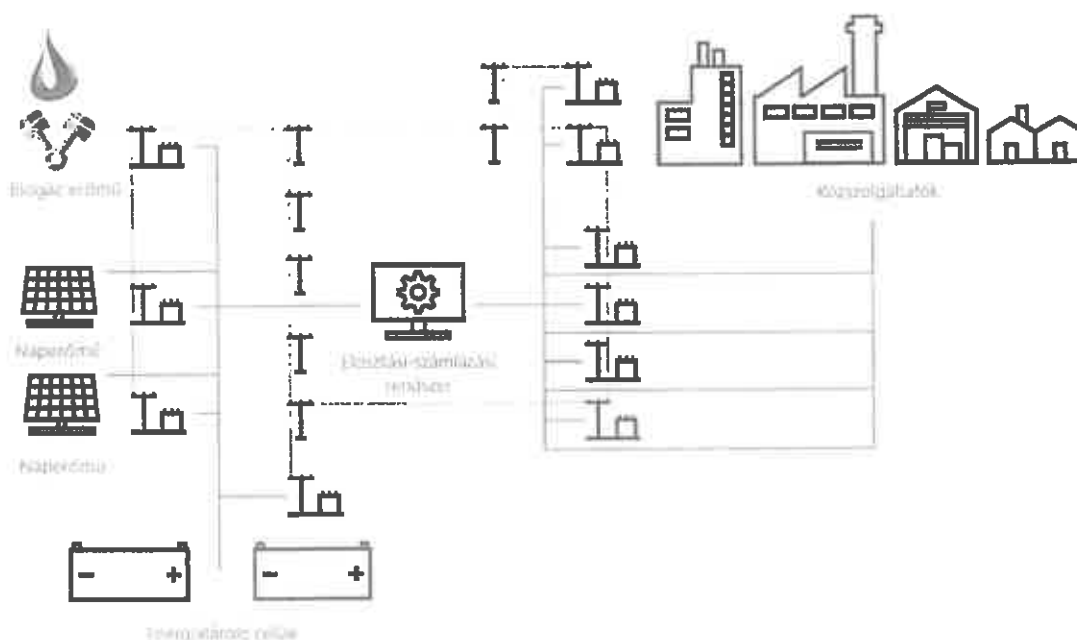 Biogáz erőmű
Közszolgáltatók
Naperőmű
Elosztási-számlázási
rendszer
Naperőmű
Energiatároló cellák